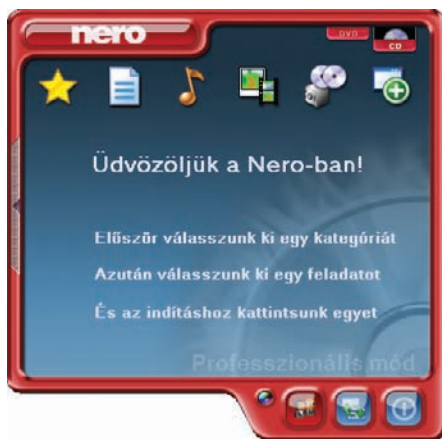 nero
DVD
CD
Üdvözöljük a Nero-ban!
Először válasszunk ki egy kategóriát
Azután válasszunk ki egy feladatot
És az indításhoz kattintsunk egyet
Professzionális mód